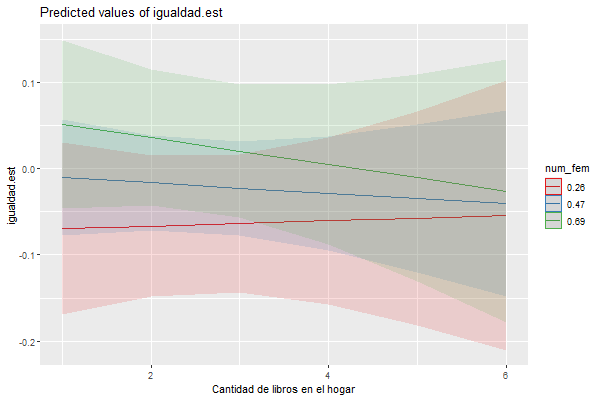 Predicted values of igualdad.est
igualdad.est
0.1
0.0
-0.1
-0.2
2
4
6
Cantidad de libros en el hogar
num_fem
0.26
0.47
0.69